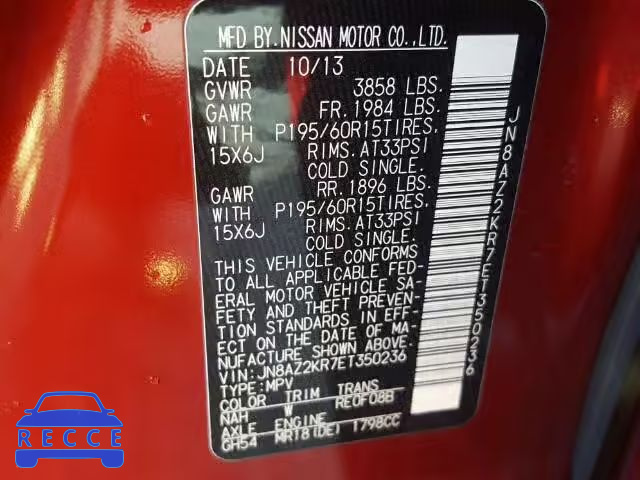 MFD BY.NISSAN MOTOR CO.,LTD.
DATE 10/13
GVWR 3858 LBS.
GAWR FR.1984 LBS.
WITH P195/60R15TIRES.
15X6J RIMS.AT33PSI
COLD SINGLE.
GAWR RR.1896 LBS.
WITH P195/60R15TIRES.
15X6J RIMS.AT33PSI
COLD SINGLE.
THIS VEHICLE CONFORMS
TO ALL APPLICABLE FED-
ERAL MOTOR VEHICLE SA-
FETY AND THEFT PREVEN-
TION STANDARDS IN EFF-
ECT ON THE DATE OF MA-
NUFACTURE SHOWN ABOVE.
VIN:JN8AZ2KR7ET350236
TYPE:MPV
COLOR TRIM TRANS
NAH W RE0F08B
AXLE ENGINE
GH54 MR18(DE) 1798CC
JN8AZ2KR7ET350236